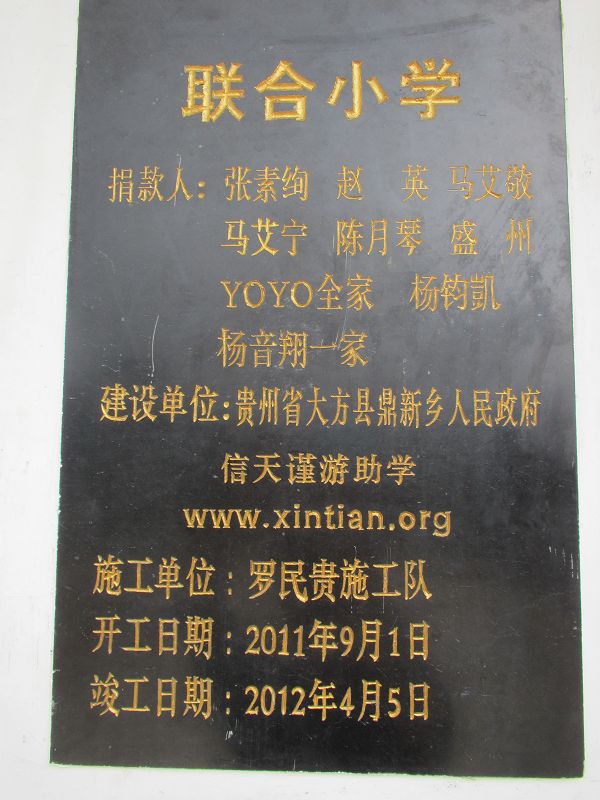 联合小学
捐款人：张素绚 赵 英 马艾敬
马艾宁 陈月琴 盛 州
YOYO全家 杨钧凯
杨音翔一家
建设单位：贵州省大方县鼎新乡人民政府
信天谨游助学
www.xintian.org
施工单位：罗民贵施工队
开工日期：2011年9月1日
竣工日期：2012年4月5日